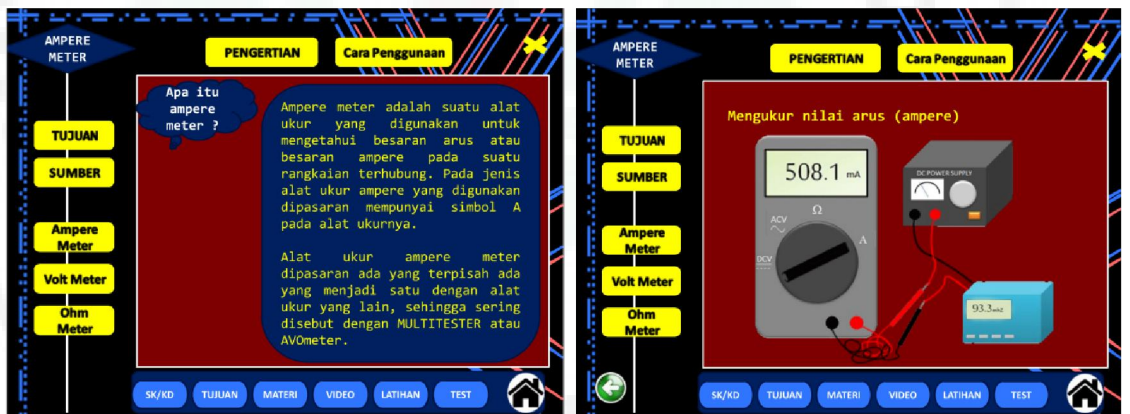 AMPERE
METER
PENGERTIAN
Cara Penggunaan
Apa itu
ampere
meter ?
Ampere meter adalah suatu alat
ukur yang digunakan untuk
mengetahui besaran arus atau
besaran ampere pada suatu
rangkaian terhubung. Pada jenis
alat ukur ampere yang digunakan
dipasaran mempunyai simbol A
pada alat ukurnya.
Alat ukur ampere meter
dipasaran ada yang terpisah ada
yang menjadi satu dengan alat
ukur yang lain, sehingga sering
disebut dengan MULTITESTER atau
AVOmeter.
TUJUAN
SUMBER
Ampere
Meter
Volt Meter
Ohm
Meter
SK/KD
TUJUAN
MATERI
VIDEO
LATIHAN
TEST
AMPERE
METER
PENGERTIAN
Cara Penggunaan
Mengukur nilai arus (ampere)
508.1 mA
Ω
ACV
A
DCV
DC POWER SUPPLY
93.3
TUJUAN
SUMBER
Ampere
Meter
Volt Meter
Ohm
Meter
SK/KD
TUJUAN
MATERI
VIDEO
LATIHAN
TEST